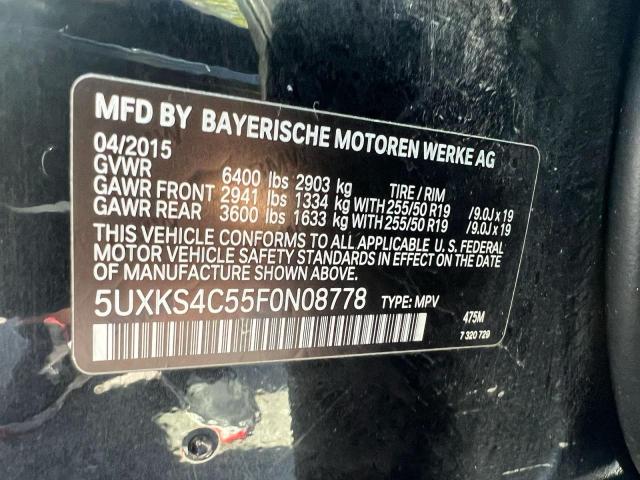 MFD BY BAYERISCHE MOTOREN WERKE AG
04/2015
GVWR 6400 lbs 2903 kg TIRE / RIM
GAWR FRONT 2941 lbs 1334 kg WITH 255/50 R19 /9.0J x 19
GAWR REAR 3600 lbs 1633 kg WITH 255/50 R19 /9.0J x 19
THIS VEHICLE CONFORMS TO ALL APPLICABLE U.S. FEDERAL
MOTOR VEHICLE SAFETY STANDARDS IN EFFECT ON THE DATE
OF MANUFACTURE SHOWN ABOVE.
5UXKS4C55F0N08778 TYPE: MPV
475M
7 320 729